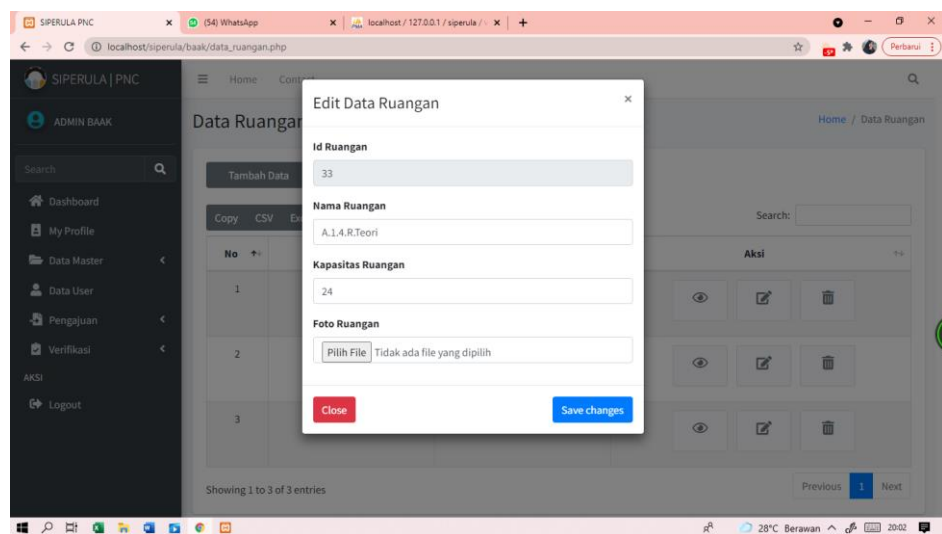 SIPERULA | PNC
(54) WhatsApp
localhost / 127.0.0.1 / siperula /
localhost/siperula/baak/data_ruangan.php
Perbarui
SIPERULA | PNC
Home
ADMIN BAAK
Data Ruangan
Home / Data Ruangan
Search
Tambah Data
Dashboard
My Profile
Data Master
Data User
Pengajuan
Verifikasi
AKSI
Logout
Copy CSV
Search:
No
Aksi
1
2
3
Edit Data Ruangan
×
Id Ruangan
33
Nama Ruangan
A.1.4.R.Teori
Kapasitas Ruangan
24
Foto Ruangan
Pilih File Tidak ada file yang dipilih
Close
Save changes
Showing 1 to 3 of 3 entries
Previous 1 Next
28°C Berawan
20:02